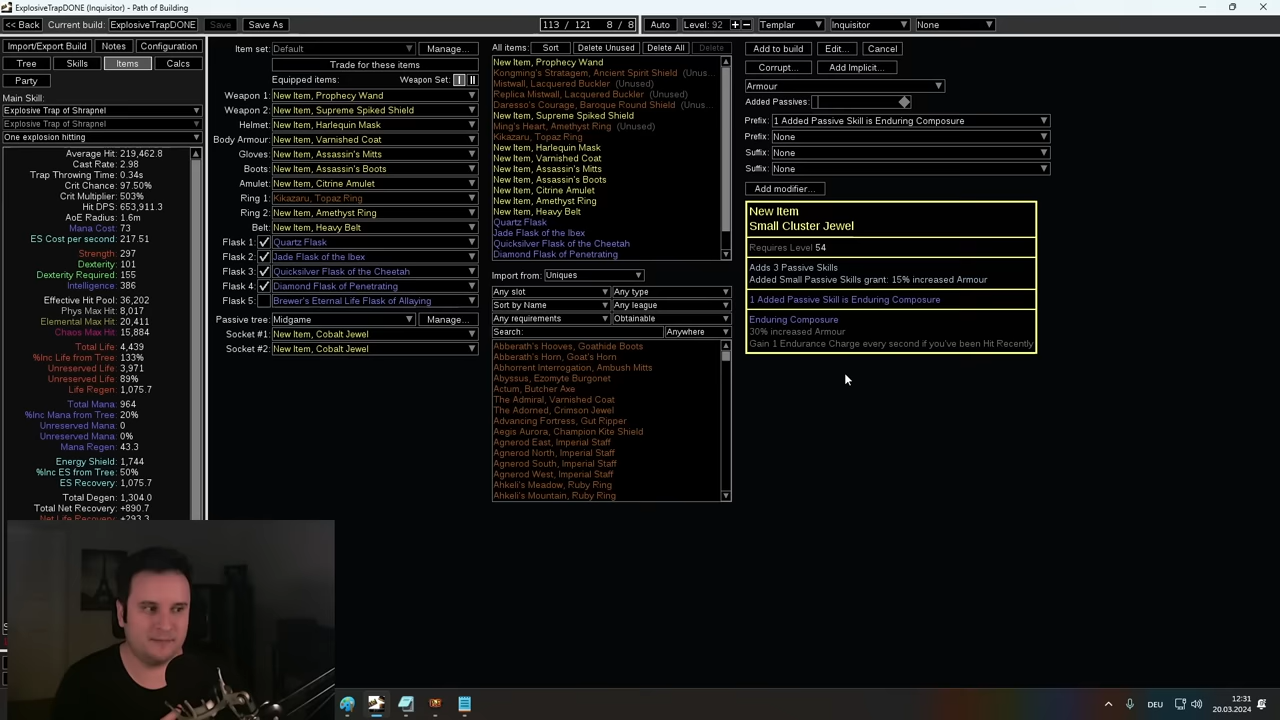 ExplosiveTrapDONE (Inquisitor) - Path of Building
<< Back Current build: ExplosiveTrapDONE Save Save As 113 / 121 8 / 8 Auto Level: 92 Templar Inquisitor None
Import/Export Build Notes Configuration
Tree Skills Items Calcs
Party
Main Skill:
Explosive Trap of Shrapnel
Explosive Trap of Shrapnel
One explosion hitting
Average Hit: 219,462.8
Cast Rate: 2.98
Trap Throwing Time: 0.34s
Crit Chance: 97.50%
Crit Multiplier: 503%
Hit DPS: 653,911.3
AoE Radius: 1.6m
Mana Cost: 73
ES Cost per second: 217.51
Strength: 297
Dexterity: 101
Dexterity Required: 155
Intelligence: 386
Effective Hit Pool: 36,202
Phys Max Hit: 8,017
Elemental Max Hit: 20,411
Chaos Max Hit: 15,884
Total Life: 4,439
%Inc Life from Tree: 133%
Unreserved Life: 3,971
Unreserved Life: 89%
Life Regen: 1,075.7
Total Mana: 964
%Inc Mana from Tree: 20%
Unreserved Mana: 0
Unreserved Mana: 0%
Mana Regen: 43.3
Energy Shield: 1,744
%Inc ES from Tree: 50%
ES Recovery: 1,075.7
Total Degen: 1,304.0
Total Net Recovery: +890.7
Net Life Recovery: +293.3
Item set: Default Manage...
Trade for these items
Equipped items: Weapon Set: I II
Weapon 1: New Item, Prophecy Wand
Weapon 2: New Item, Supreme Spiked Shield
Helmet: New Item, Harlequin Mask
Body Armour: New Item, Varnished Coat
Gloves: New Item, Assassin's Mitts
Boots: New Item, Assassin's Boots
Amulet: New Item, Citrine Amulet
Ring 1: Kikazaru, Topaz Ring
Ring 2: New Item, Amethyst Ring
Belt: New Item, Heavy Belt
Flask 1: Quartz Flask
Flask 2: Jade Flask of the Ibex
Flask 3: Quicksilver Flask of the Cheetah
Flask 4: Diamond Flask of Penetrating
Flask 5: Brewer's Eternal Life Flask of Allaying
Passive tree: Midgame Manage...
Socket #1: New Item, Cobalt Jewel
Socket #2: New Item, Cobalt Jewel
All items: Sort Delete Unused Delete All Delete
New Item, Prophecy Wand
Kongming's Stratagem, Ancient Spirit Shield (Unus...
Mistwall, Lacquered Buckler (Unused)
Replica Mistwall, Lacquered Buckler (Unused)
Daresso's Courage, Baroque Round Shield (Unus...
New Item, Supreme Spiked Shield
Ming's Heart, Amethyst Ring (Unused)
Kikazaru, Topaz Ring
New Item, Harlequin Mask
New Item, Varnished Coat
New Item, Assassin's Mitts
New Item, Assassin's Boots
New Item, Citrine Amulet
New Item, Amethyst Ring
New Item, Heavy Belt
Quartz Flask
Jade Flask of the Ibex
Quicksilver Flask of the Cheetah
Diamond Flask of Penetrating
Import from: Uniques
Any slot Any type
Sort by Name Any league
Any requirements Obtainable
Search: Anywhere
Abberath's Hooves, Goathide Boots
Abberath's Horn, Goat's Horn
Abhorrent Interrogation, Ambush Mitts
Abyssus, Ezomyte Burgonet
Actum, Butcher Axe
The Admiral, Varnished Coat
The Adorned, Crimson Jewel
Advancing Fortress, Gut Ripper
Aegis Aurora, Champion Kite Shield
Agnerod East, Imperial Staff
Agnerod North, Imperial Staff
Agnerod South, Imperial Staff
Agnerod West, Imperial Staff
Ahkeli's Meadow, Ruby Ring
Ahkeli's Mountain, Ruby Ring
Add to build Edit... Cancel
Corrupt... Add Implicit...
Armour
Added Passives:
Prefix: 1 Added Passive Skill is Enduring Composure
Prefix: None
Suffix: None
Suffix: None
Add modifier...
New Item
Small Cluster Jewel
Requires Level 54
Adds 3 Passive Skills
Added Small Passive Skills grant: 15% increased Armour
1 Added Passive Skill is Enduring Composure
Enduring Composure
30% increased Armour
Gain 1 Endurance Charge every second if you've been Hit Recently
DEU 12:31
20.03.2024